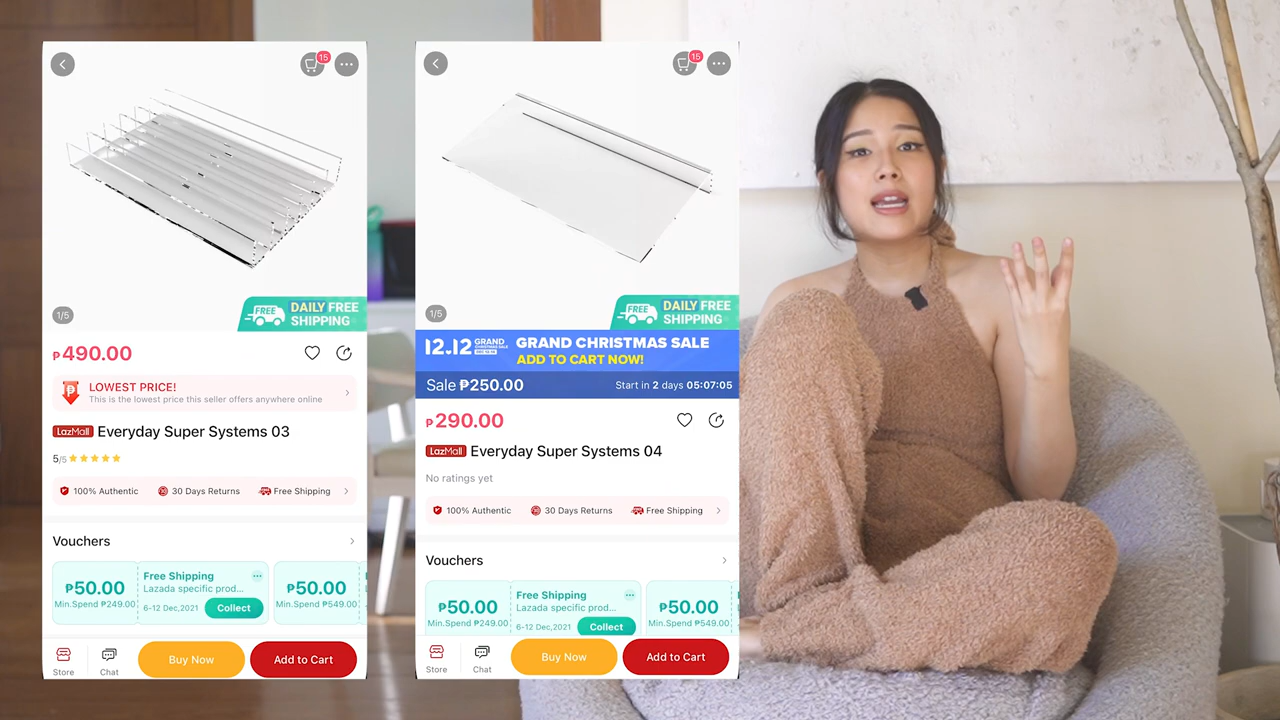 15
1/5
FREE
DAILY FREE
SHIPPING
₱490.00
LOWEST PRICE!
This is the lowest price this seller offers anywhere online
LazMall Everyday Super Systems 03
5/5
100% Authentic 30 Days Returns Free Shipping
Vouchers
₱50.00
Min.Spend ₱249.00
Free Shipping
Lazada specific prod...
6-12 Dec,2021
Collect
₱50.00
Min.Spend ₱549.00
Store
Chat
Buy Now
Add to Cart
15
1/5
FREE
DAILY FREE
SHIPPING
12.12 GRAND
GRAND CHRISTMAS SALE
ADD TO CART NOW!
Sale ₱250.00
Start in 2 days 05:07:05
₱290.00
LazMall Everyday Super Systems 04
No ratings yet
100% Authentic 30 Days Returns Free Shipping
Vouchers
₱50.00
Min.Spend ₱249.00
Free Shipping
Lazada specific prod...
6-12 Dec,2021
Collect
₱50.00
Min.Spend ₱549.00
Store
Chat
Buy Now
Add to Cart